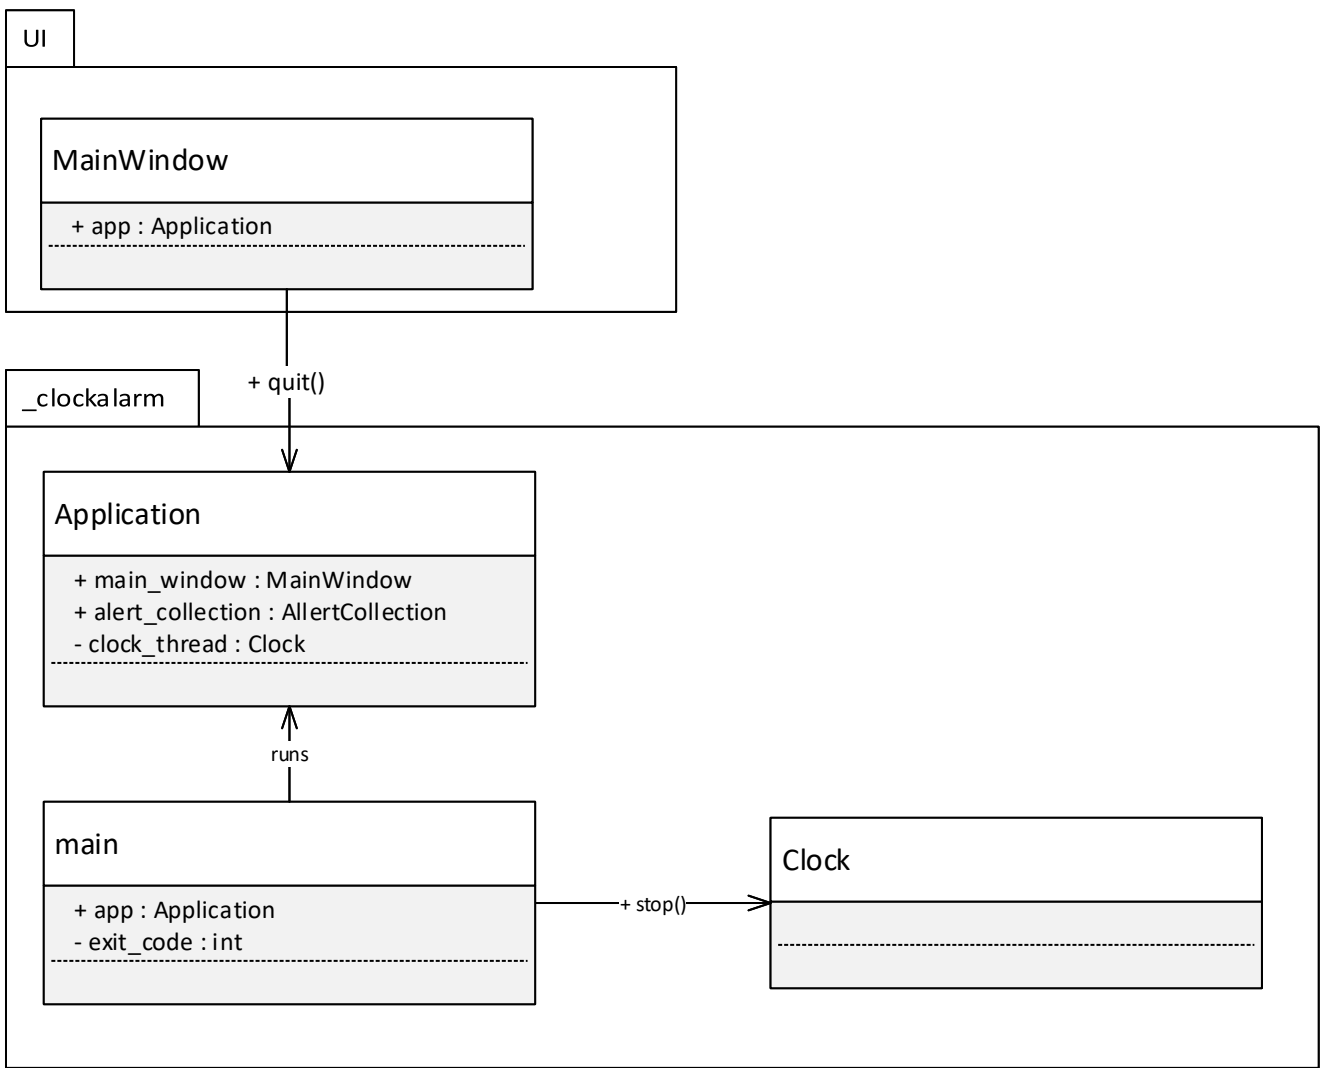 UI
MainWindow
+ app : Application
+ quit()
_clockalarm
Application
+ main_window : MainWindow
+ alert_collection : AllertCollection
- clock_thread : Clock
runs
main
+ app : Application
- exit_code : int
+ stop()
Clock